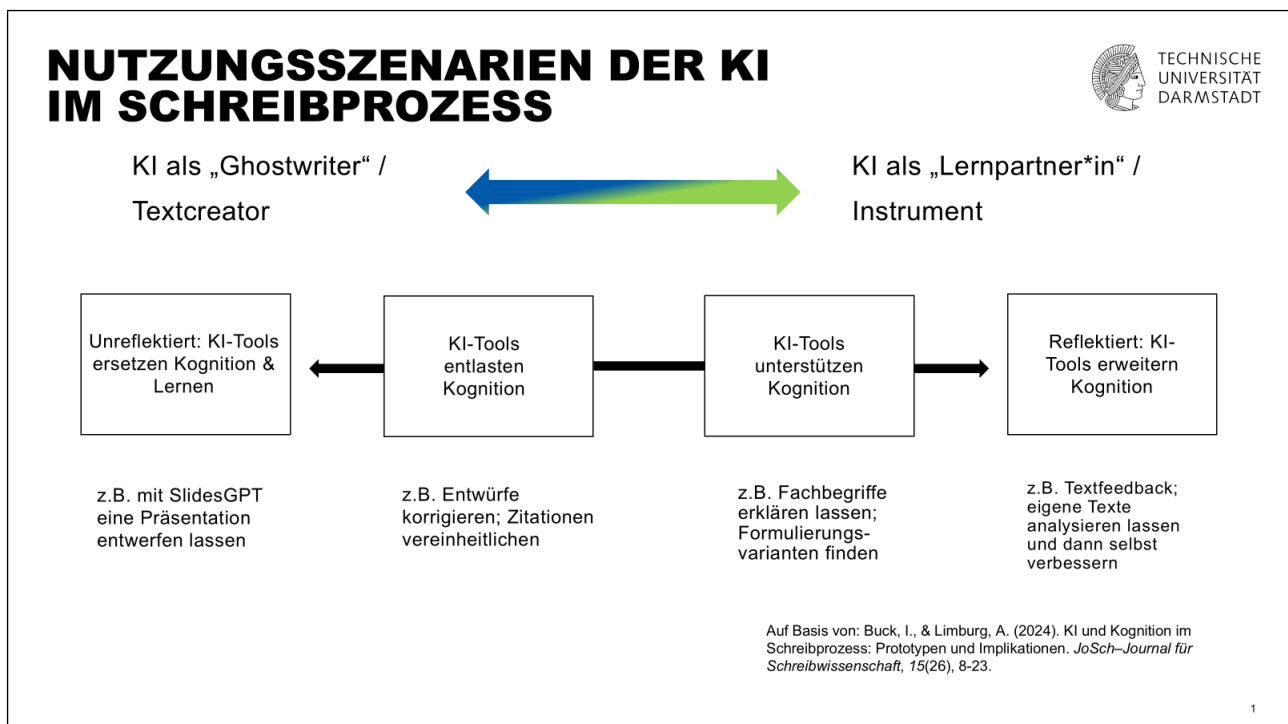 NUTZUNGSSZENARIEN DER KI
IM SCHREIBPROZESS
TECHNISCHE
UNIVERSITÄT
DARMSTADT
KI als „Ghostwriter“ /
Textcreator
KI als „Lernpartner*in“ /
Instrument
Unreflektiert: KI-Tools
ersetzen Kognition &
Lernen
KI-Tools
entlasten
Kognition
KI-Tools
unterstützen
Kognition
Reflektiert: KI-
Tools erweitern
Kognition
z.B. mit SlidesGPT
eine Präsentation
entwerfen lassen
z.B. Entwürfe
korrigieren; Zitationen
vereinheitlichen
z.B. Fachbegriffe
erklären lassen;
Formulierungs-
varianten finden
z.B. Textfeedback;
eigene Texte
analysieren lassen
und dann selbst
verbessern
Auf Basis von: Buck, I., & Limburg, A. (2024). KI und Kognition im
Schreibprozess: Prototypen und Implikationen. JoSch–Journal für
Schreibwissenschaft, 15(26), 8-23.
1